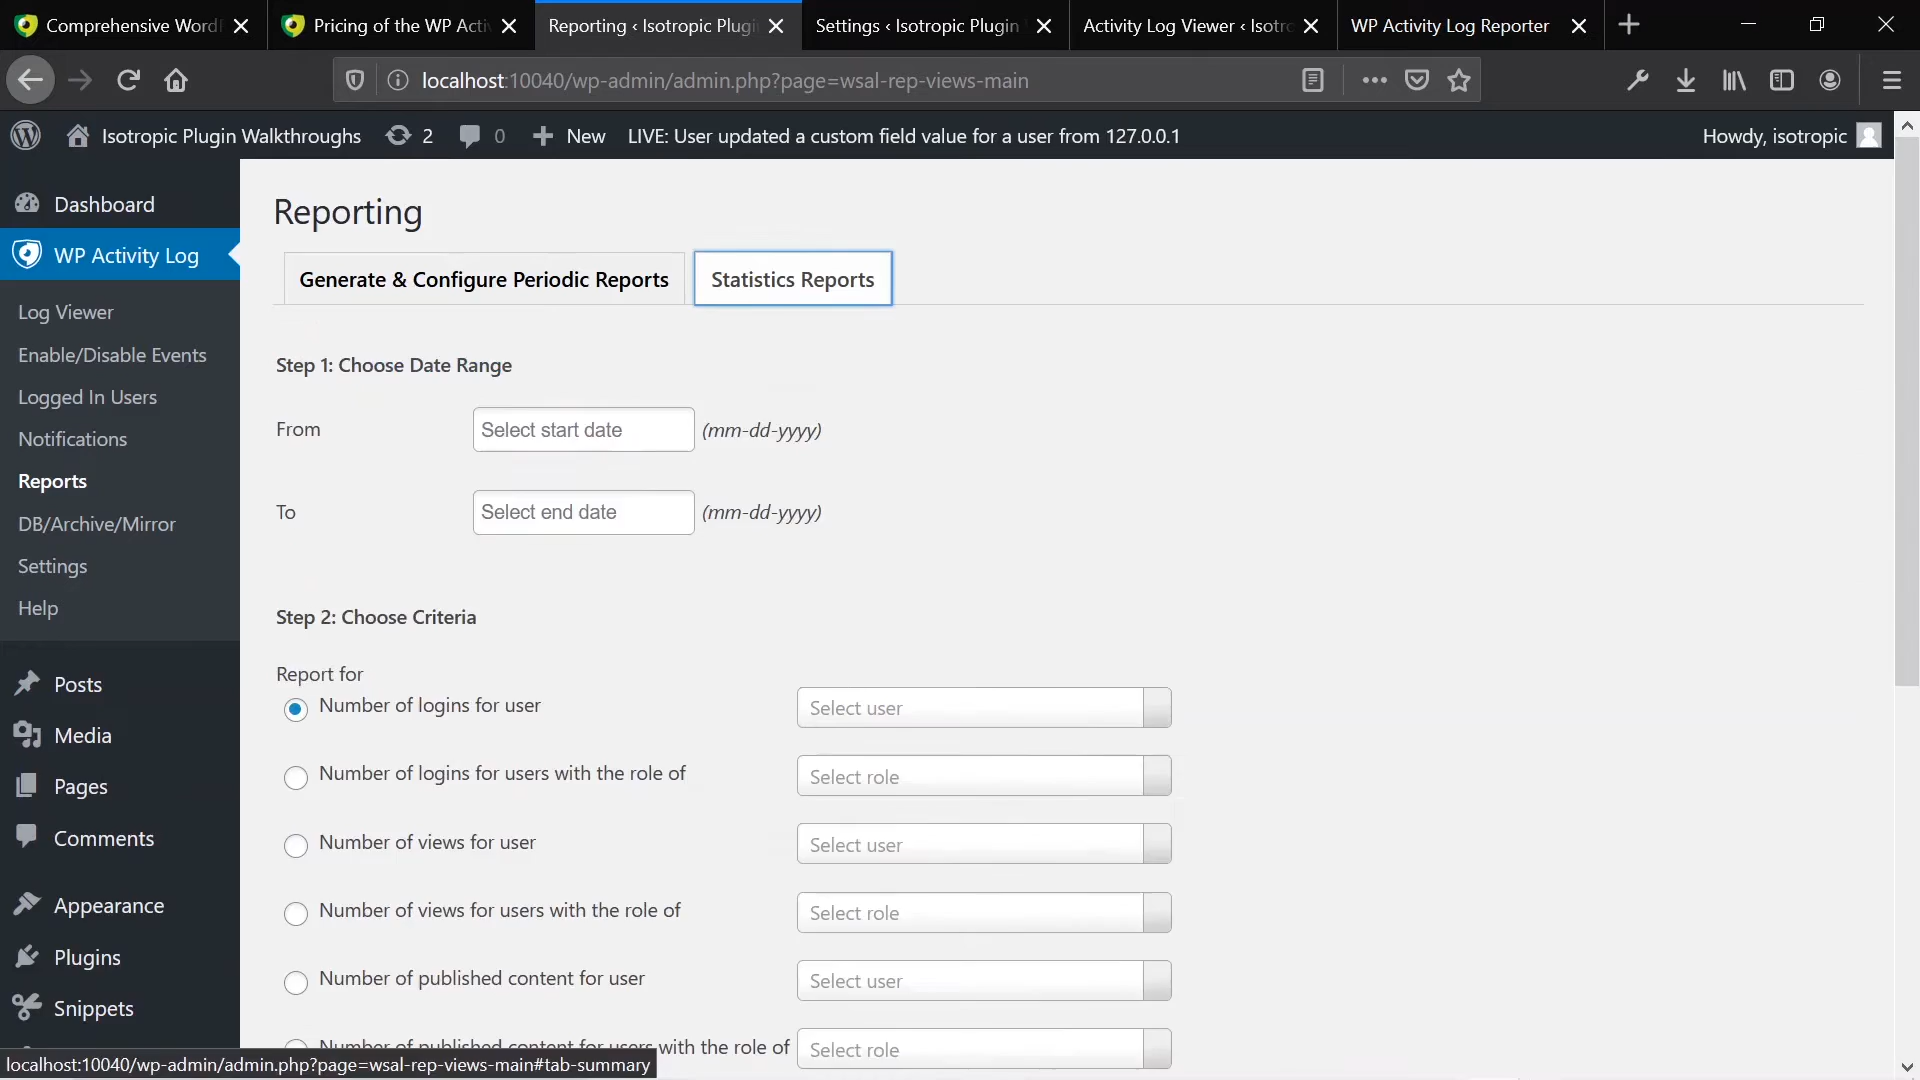 Comprehensive Word
Pricing of the WP Activ
Reporting ‹ Isotropic Plugi
Settings ‹ Isotropic Plugin
Activity Log Viewer ‹ Isotro
WP Activity Log Reporter
localhost:10040/wp-admin/admin.php?page=wsal-rep-views-main
Isotropic Plugin Walkthroughs 2 0 New LIVE: User updated a custom field value for a user from 127.0.0.1 Howdy, isotropic
Dashboard
WP Activity Log
Log Viewer
Enable/Disable Events
Logged In Users
Notifications
Reports
DB/Archive/Mirror
Settings
Help
Posts
Media
Pages
Comments
Appearance
Plugins
Snippets
Reporting
Generate & Configure Periodic Reports Statistics Reports
Step 1: Choose Date Range
From Select start date (mm-dd-yyyy)
To Select end date (mm-dd-yyyy)
Step 2: Choose Criteria
Report for
Number of logins for user Select user
Number of logins for users with the role of Select role
Number of views for user Select user
Number of views for users with the role of Select role
Number of published content for user Select user
Number of published content for users with the role of Select role
localhost:10040/wp-admin/admin.php?page=wsal-rep-views-main#tab-summary